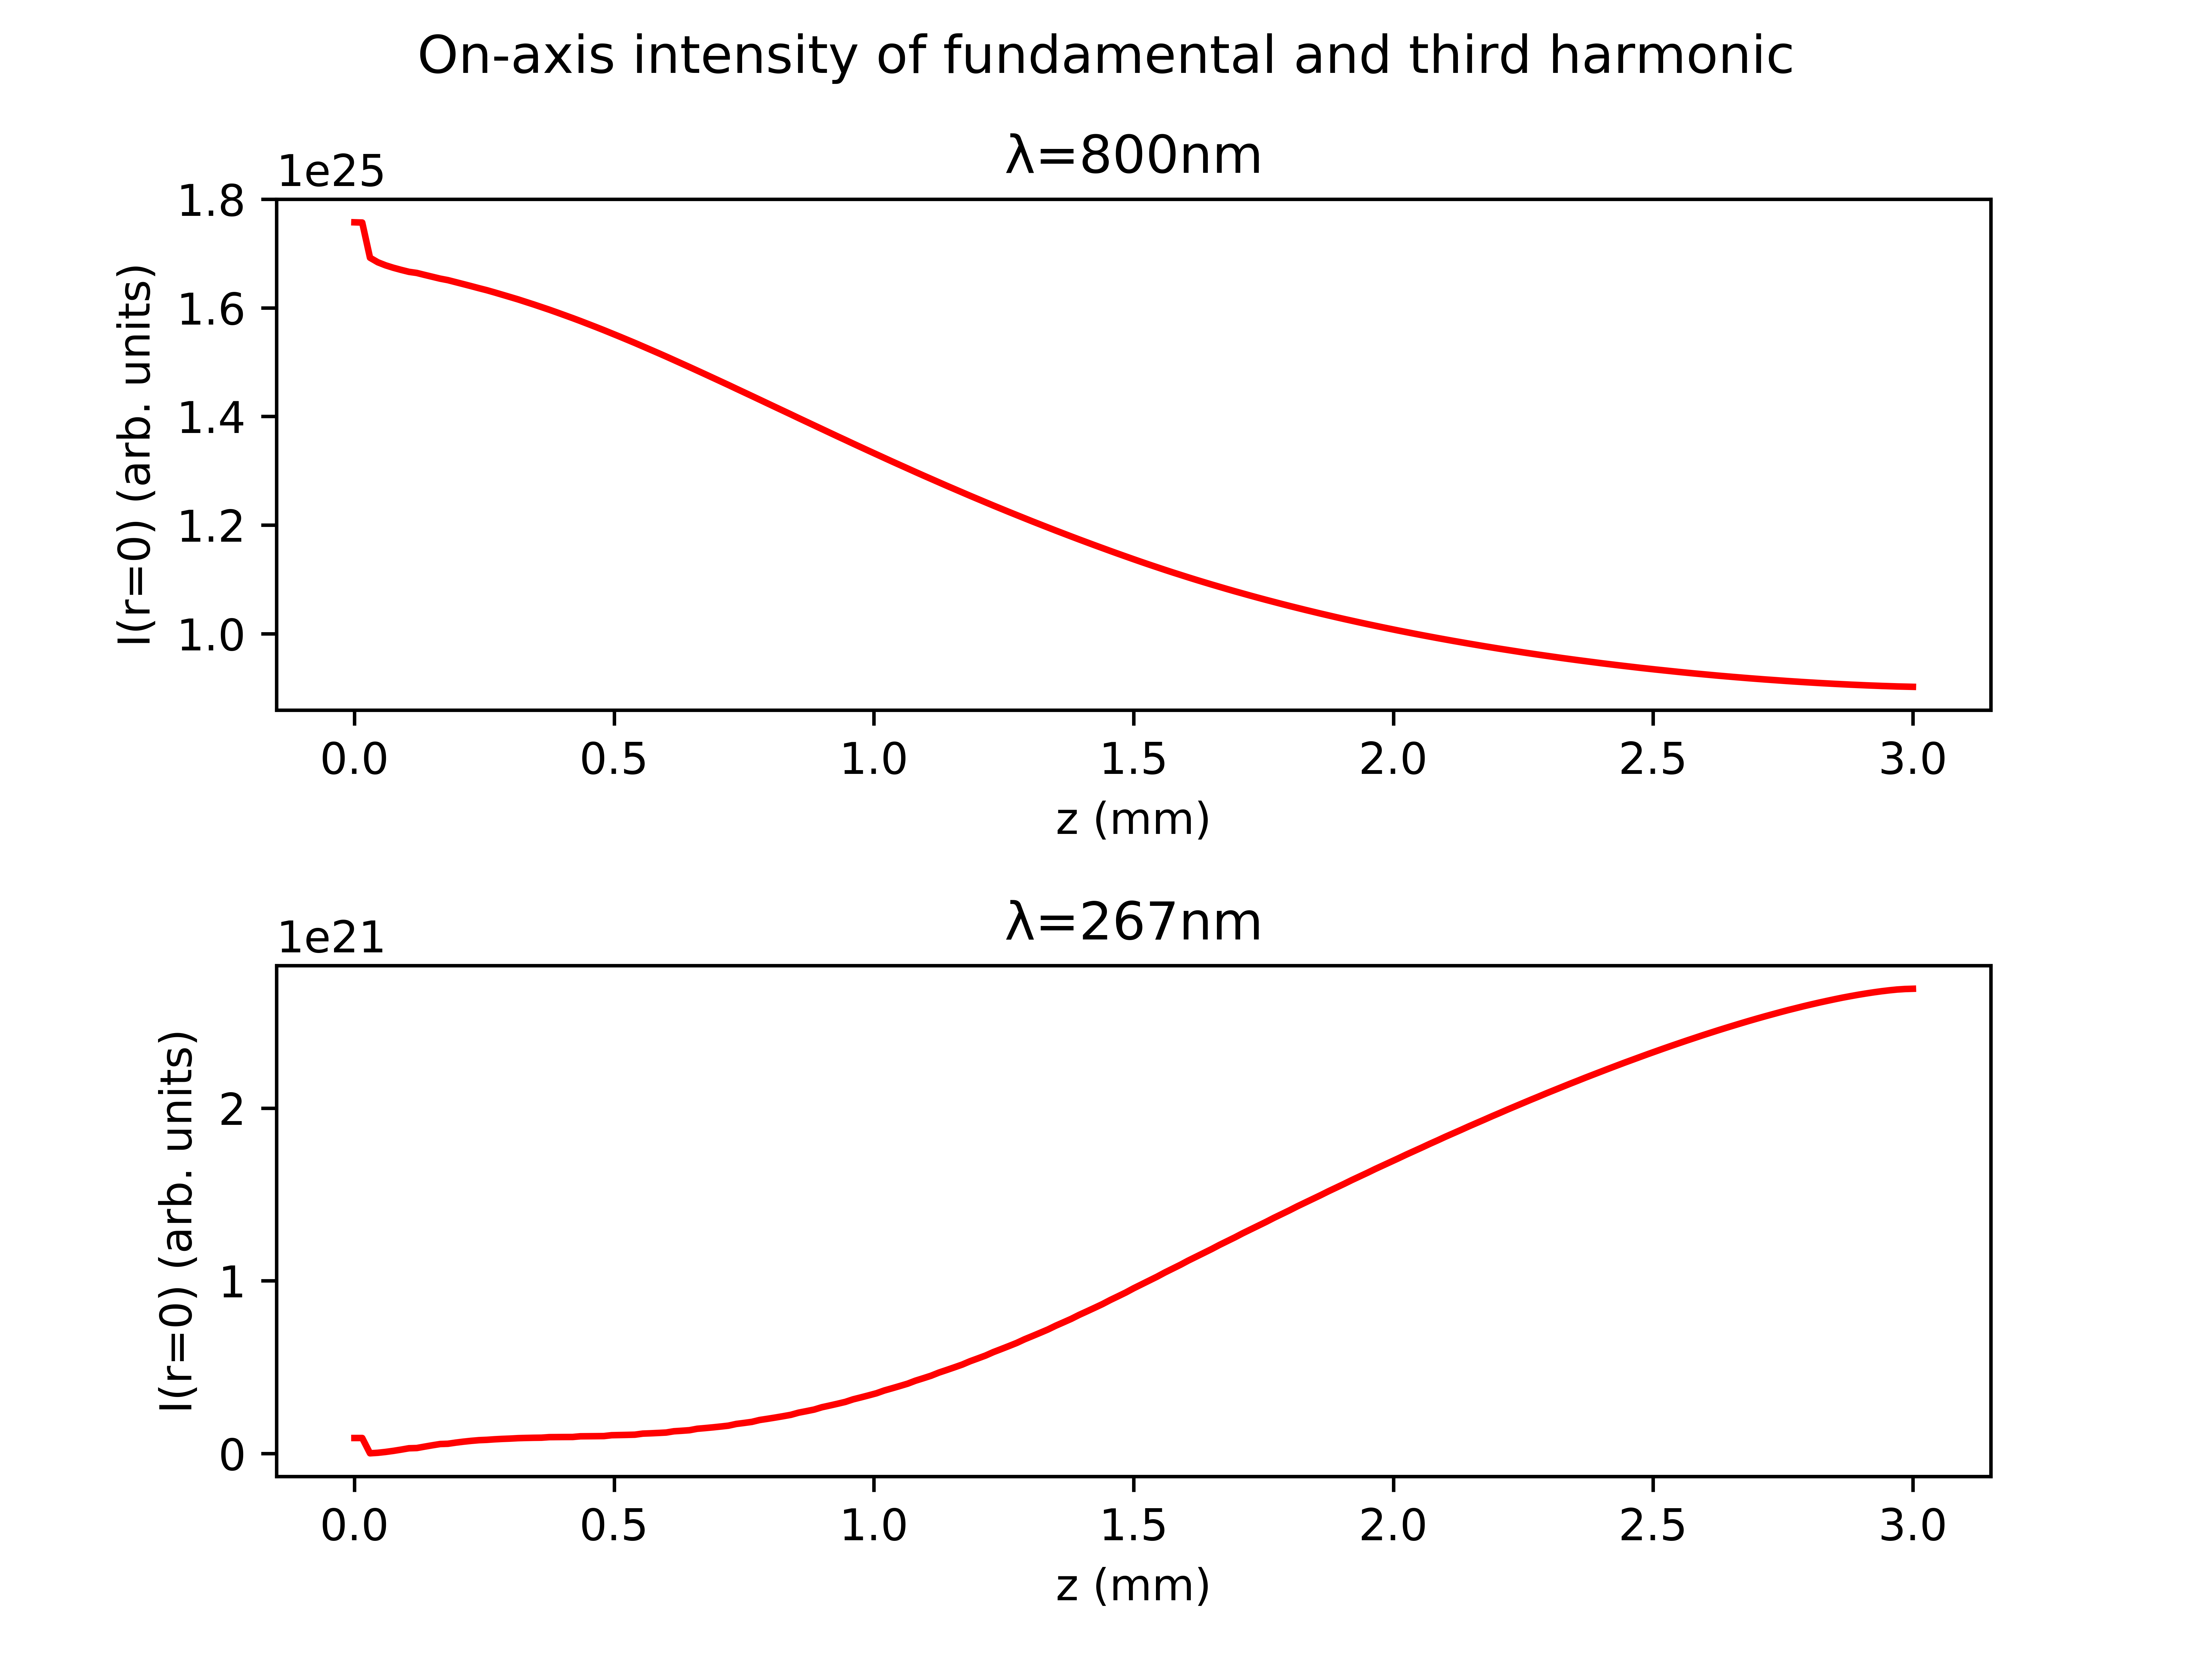 On-axis intensity of fundamental and third harmonic
λ=800nm
1e25
1.8
1.6
1.4
1.2
1.0
I(r=0) (arb. units)
0.0 0.5 1.0 1.5 2.0 2.5 3.0
z (mm)
λ=267nm
1e21
2
1
0
I(r=0) (arb. units)
0.0 0.5 1.0 1.5 2.0 2.5 3.0
z (mm)